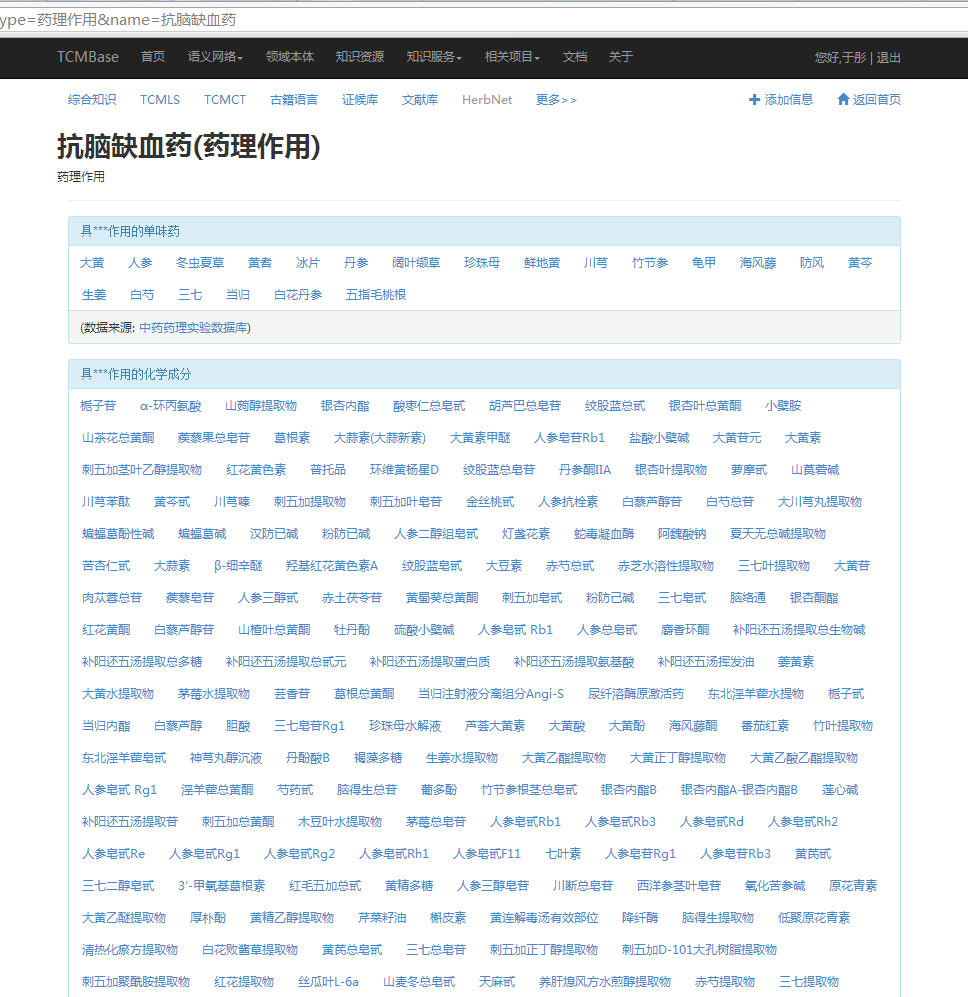 ype=药理作用&name=抗脑缺血药
TCMBase 首页 语义网络 领域本体 知识资源 知识服务 相关项目 文档 关于 您好,于彤 | 退出
综合知识 TCMLS TCMCT 古籍语言 证候库 文献库 HerbNet 更多>> 添加信息 返回首页
抗脑缺血药(药理作用)
药理作用
具***作用的单味药
大黄 人参 冬虫夏草 黄耆 冰片 丹参 阔叶缬草 珍珠母 鲜地黄 川芎 竹节参 龟甲 海风藤 防风 黄芩
生姜 白芍 三七 当归 白花丹参 五指毛桃根
(数据来源: 中药药理实验数据库)
具***作用的化学成分
栀子苷 α-环丙氨酸 山蒟醇提取物 银杏内酯 酸枣仁总皂甙 胡芦巴总皂苷 绞股蓝总甙 银杏叶总黄酮 小檗胺
山茶花总黄酮 蒺藜果总皂苷 葛根素 大蒜素(大蒜新素) 大黄素甲醚 人参皂苷Rb1 盐酸小檗碱 大黄苷元 大黄素
刺五加茎叶乙醇提取物 红花黄色素 普托品 环维黄杨星D 绞股蓝总皂苷 丹参酮IIA 银杏叶提取物 萝摩甙 山莨菪碱
川芎苯酞 黄芩甙 川芎嗪 刺五加提取物 刺五加叶皂苷 金丝桃甙 人参抗栓素 白藜芦醇苷 白芍总苷 大川芎丸提取物
蝙蝠葛酚性碱 蝙蝠葛碱 汉防已碱 粉防已碱 人参二醇组皂甙 灯盏花素 蛇毒凝血酶 阿魏酸钠 夏天无总碱提取物
苦杏仁甙 大蒜素 β-细辛醚 羟基红花黄色素A 绞股蓝皂甙 大豆素 赤芍总甙 赤芝水溶性提取物 三七叶提取物 大黄苷
肉苁蓉总苷 蒺藜皂苷 人参三醇甙 赤土茯苓苷 黄蜀葵总黄酮 刺五加皂甙 粉防己碱 三七皂甙 脑络通 银杏酮酯
红花黄酮 白藜芦醇苷 山楂叶总黄酮 牡丹酚 硫酸小檗碱 人参皂甙 Rb1 人参总皂甙 麝香环酮 补阳还五汤提取总生物碱
补阳还五汤提取总多糖 补阳还五汤提取总甙元 补阳还五汤提取蛋白质 补阳还五汤提取氨基酸 补阳还五汤挥发油 姜黄素
大黄水提取物 茅莓水提取物 芸香苷 葛根总黄酮 当归注射液分离组分Angi-S 尿纤溶酶原激活药 东北淫羊藿水提物 栀子甙
当归内酯 白藜芦醇 胆酸 三七皂苷Rg1 珍珠母水解液 芦荟大黄素 大黄酸 大黄酚 海风藤酮 番茄红素 竹叶提取物
东北淫羊藿皂甙 神芎丸醇沉液 丹酚酸B 褐藻多糖 生姜水提取物 大黄乙酯提取物 大黄正丁醇提取物 大黄乙酸乙酯提取物
人参皂甙 Rg1 淫羊藿总黄酮 芍药甙 脑得生总苷 葡多酚 竹节参根茎总皂甙 银杏内酯B 银杏内酯A-银杏内酯B 莲心碱
补阳还五汤提取苷 刺五加总黄酮 木豆叶水提取物 茅莓总皂苷 人参皂甙Rb1 人参皂甙Rb3 人参皂甙Rd 人参皂甙Rh2
人参皂甙Re 人参皂甙Rg1 人参皂甙Rg2 人参皂甙Rh1 人参皂甙F11 七叶素 人参皂苷Rg1 人参皂苷Rb3 黄芪甙
三七二醇皂甙 3′-甲氧基葛根素 红毛五加总甙 黄精多糖 人参三醇皂苷 川断总皂苷 西洋参茎叶皂苷 氧化苦参碱 原花青素
大黄乙醚提取物 厚朴酚 黄精乙醇提取物 芹菜籽油 槲皮素 黄连解毒汤有效部位 降纤酶 脑得生提取物 低聚原花青素
清热化瘀方提取物 白花败酱草提取物 黄芪总皂甙 三七总皂苷 刺五加正丁醇提取物 刺五加D-101大孔树脂提取物
刺五加聚酰胺提取物 红花提取物 丝瓜叶L-6a 山麦冬总皂甙 天麻甙 养肝熄风方水煎醇提取物 赤芍提取物 三七提取物